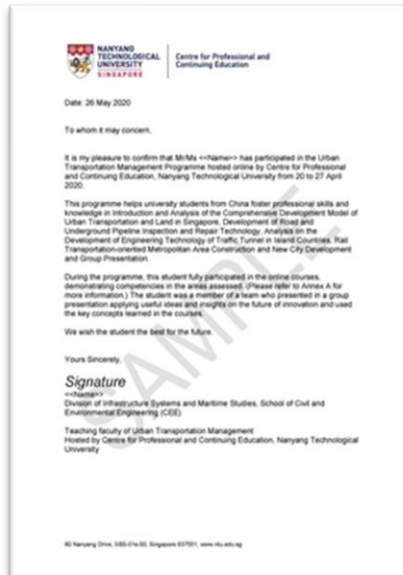 NANYANG
TECHNOLOGICAL
UNIVERSITY
SINGAPORE
Centre for Professional and
Continuing Education
Date: 26 May 2020
To whom it may concern,
It is my pleasure to confirm that Mr/Ms <<Name>> has participated in the Urban
Transportation Management Programme hosted online by Centre for Professional
and Continuing Education, Nanyang Technological University from 20 to 27 April
2020.
This programme helps university students from China foster professional skills and
knowledge in Introduction and Analysis of the Comprehensive Development Model of
Urban Transportation and Land in Singapore, Development of Road and
Underground Pipeline Inspection and Repair Technology, Analysis on the
Development of Engineering Technology of Traffic Tunnel in Island Countries, Rail
Transportation-oriented Metropolitan Area Construction and New City Development
and Group Presentation.
During the programme, this student fully participated in the online courses,
demonstrating competencies in the areas assessed. (Please refer to Annex A for
more information.) The student was a member of a team who presented in a group
presentation applying useful ideas and insights on the future of innovation and used
the key concepts learned in the courses.
We wish the student the best for the future.
Yours Sincerely,
Signature
<<Name>>
Division of Infrastructure Systems and Maritime Studies, School of Civil and
Environmental Engineering (CEE)
Teaching faculty of Urban Transportation Management
Hosted by Centre for Professional and Continuing Education, Nanyang Technological
University
SAMPLE
Nanyang Drive, Singapore 637551, www.ntu.edu.sg